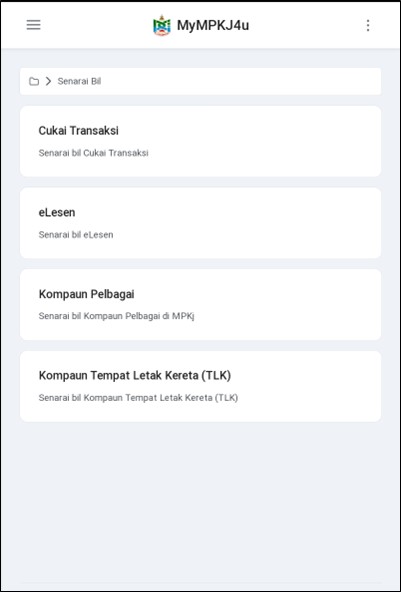 MyMPKJ4u
Senarai Bil
Cukai Transaksi
Senarai bil Cukai Transaksi
eLesen
Senarai bil eLesen
Kompaun Pelbagai
Senarai bil Kompaun Pelbagai di MPKj
Kompaun Tempat Letak Kereta (TLK)
Senarai bil Kompaun Tempat Letak Kereta (TLK)